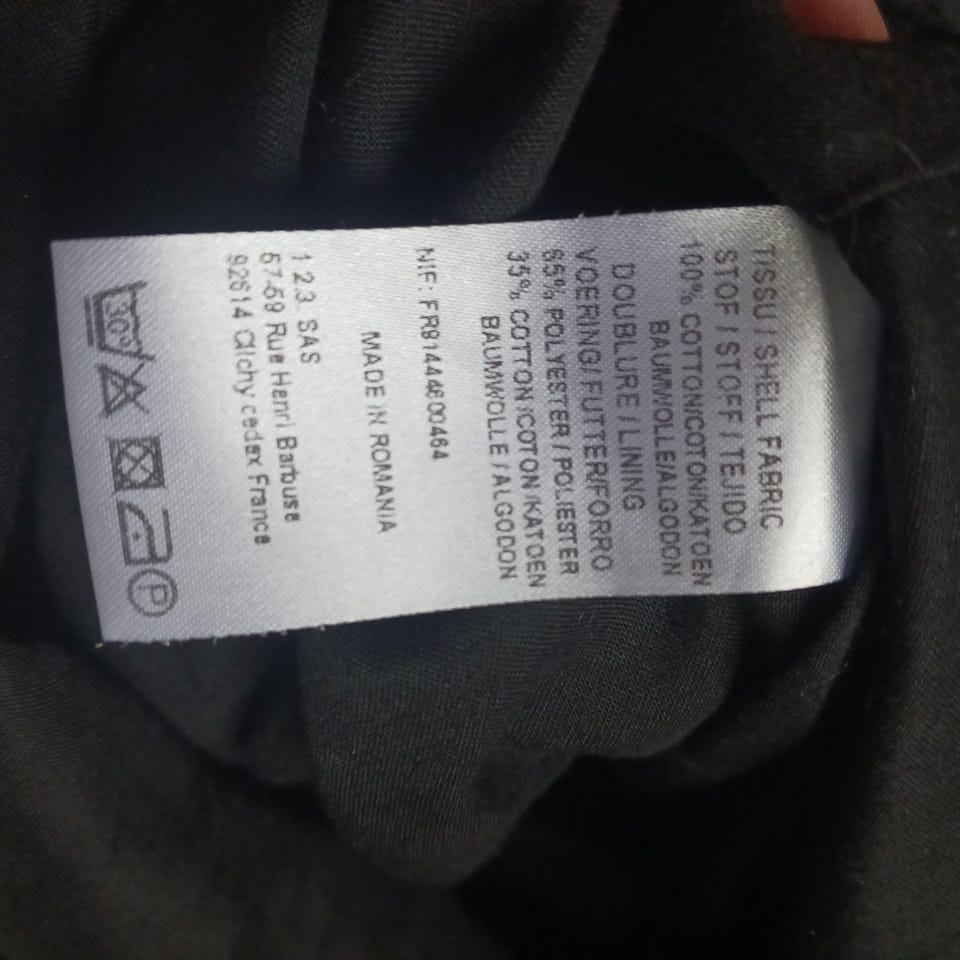 TISSU / SHELL FABRIC
STOF / STOFF / TEJIDO
100% COTTON/COTON/KATOEN
BAUMWOLLE/ALGODON
DOUBLURE / LINING
VOERING/ FUTTER/FORRO
65% POLYESTER / POLIESTER
35% COTTON /COTON /KATOEN
BAUMWOLLE / ALGODON
NIF: FR81444600464
MADE IN ROMANIA
1.2.3. SAS
57-59 Rue Henri Barbusse
92614 Clichy cedex France
30°
P